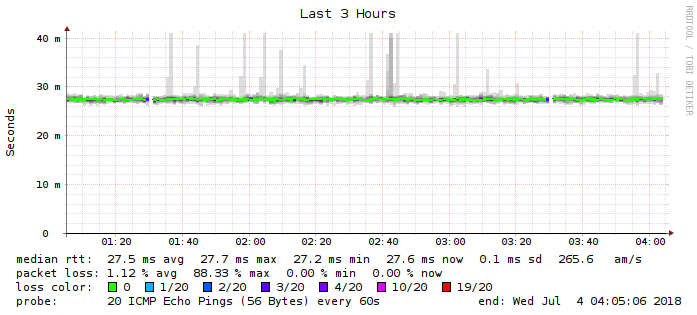 Last 3 Hours
RRDTOOL / TOBI OETIKER
Seconds
40 m
30 m
20 m
10 m
0
01:20 01:40 02:00 02:20 02:40 03:00 03:20 03:40 04:00
median rtt: 27.5 ms avg 27.7 ms max 27.2 ms min 27.6 ms now 0.1 ms sd 265.6 am/s
packet loss: 1.12 % avg 88.33 % max 0.00 % min 0.00 % now
loss color: 0 1/20 2/20 3/20 4/20 10/20 19/20
probe: 20 ICMP Echo Pings (56 Bytes) every 60s end: Wed Jul 4 04:05:06 2018